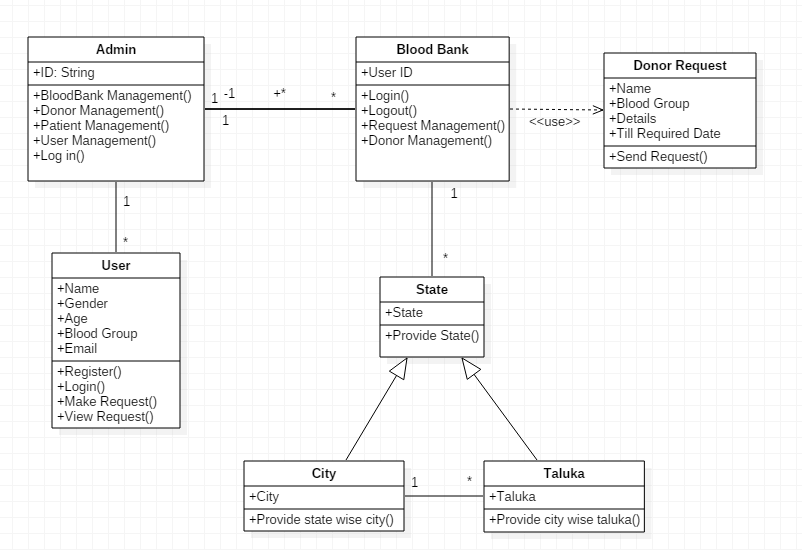 Admin
+ID: String
+BloodBank Management()
+Donor Management()
+Patient Management()
+User Management()
+Log in()
1
-1
+*
*
1
Blood Bank
+User ID
+Login()
+Logout()
+Request Management()
+Donor Management()
<<use>>
Donor Request
+Name
+Blood Group
+Details
+Till Required Date
+Send Request()
1
*
User
+Name
+Gender
+Age
+Blood Group
+Email
+Register()
+Login()
+Make Request()
+View Request()
1
*
State
+State
+Provide State()
City
+City
+Provide state wise city()
1
*
Taluka
+Taluka
+Provide city wise taluka()